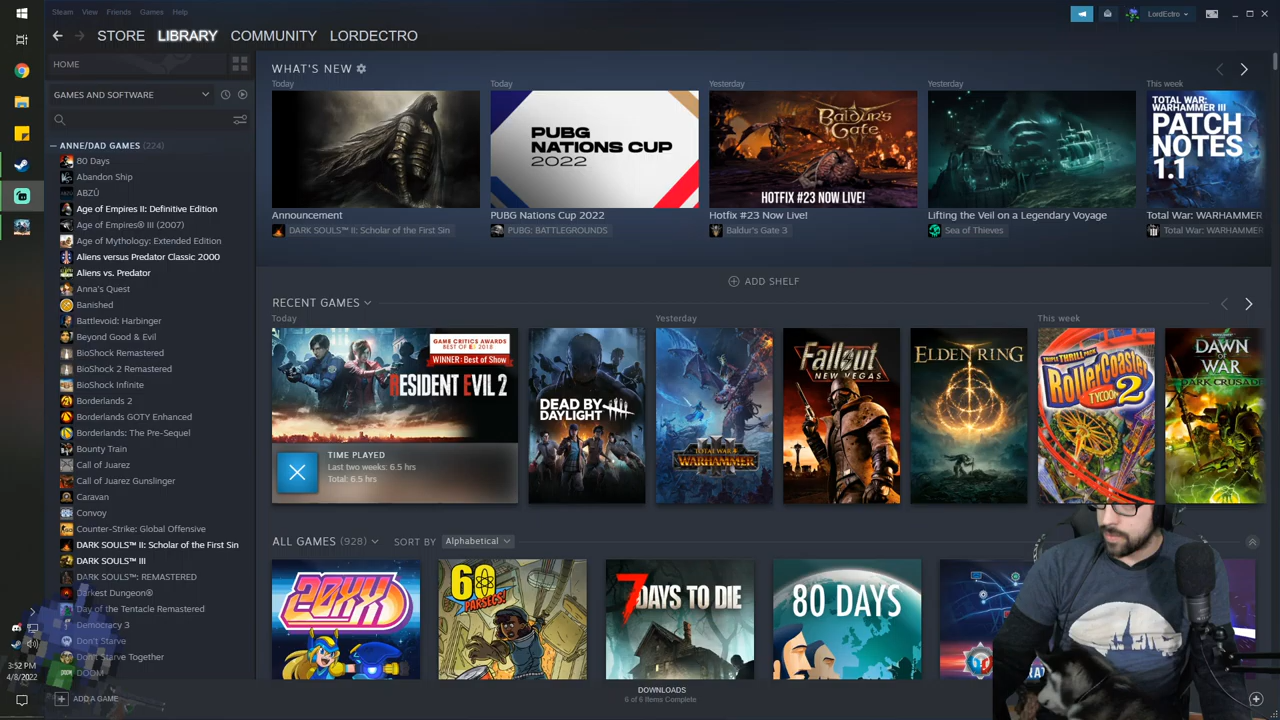 Steam View Friends Games Help
LordEctro
STORE LIBRARY COMMUNITY LORDECTRO
HOME
GAMES AND SOFTWARE
ANNE/DAD GAMES (224)
80 Days
Abandon Ship
ABZÛ
Age of Empires II: Definitive Edition
Age of Empires® III (2007)
Age of Mythology: Extended Edition
Aliens versus Predator Classic 2000
Aliens vs. Predator
Anna's Quest
Banished
Battlevoid: Harbinger
Beyond Good & Evil
BioShock Remastered
BioShock 2 Remastered
BioShock Infinite
Borderlands 2
Borderlands GOTY Enhanced
Borderlands: The Pre-Sequel
Bounty Train
Call of Juarez
Call of Juarez Gunslinger
Caravan
Convoy
Counter-Strike: Global Offensive
DARK SOULS™ II: Scholar of the First Sin
DARK SOULS™ III
DARK SOULS™: REMASTERED
Darkest Dungeon®
Day of the Tentacle Remastered
Democracy 3
Don't Starve
Don't Starve Together
DOOM
ADD A GAME
3:52 PM
4/8/2022
WHAT'S NEW
Today
Today
Yesterday
Yesterday
This week
PUBG
NATIONS CUP
2022
Baldur's
Gate
HOTFIX #23 NOW LIVE!
TOTAL WAR:
WARHAMMER III
PATCH
NOTES
1.1
Announcement
DARK SOULS™ II: Scholar of the First Sin
PUBG Nations Cup 2022
PUBG: BATTLEGROUNDS
Hotfix #23 Now Live!
Baldur's Gate 3
Lifting the Veil on a Legendary Voyage
Sea of Thieves
Total War: WARHAMMER
Total War: WARHAMMER
ADD SHELF
RECENT GAMES
Today
Yesterday
This week
GAME CRITICS AWARDS
BEST OF E3 2018
WINNER: Best of Show
RESIDENT EVIL 2
TIME PLAYED
Last two weeks: 6.5 hrs
Total: 6.5 hrs
DEAD BY
DAYLIGHT
TOTAL WAR
WARHAMMER
III
Fallout
NEW VEGAS
ELDEN RING
TRIPLE THRILL PACK
RollerCoaster
TYCOON 2
DAWN
OF
WAR
DARK CRUSADE
ALL GAMES (928)
SORT BY Alphabetical
20XX
60
PARSECS!
7 DAYS TO DIE
80 DAYS
DOWNLOADS
6 of 6 Items Complete